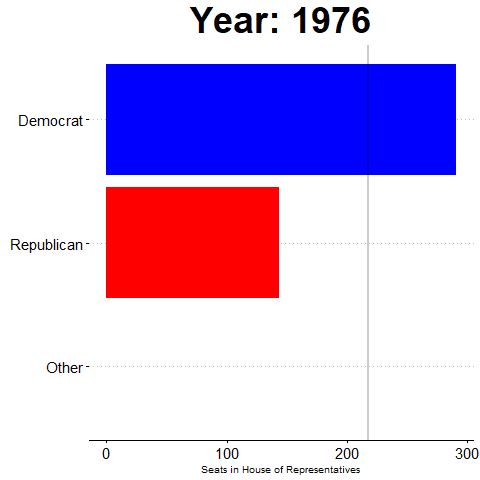 Year: 1976
Democrat
Republican
Other
0 100 200 300
Seats in House of Representatives